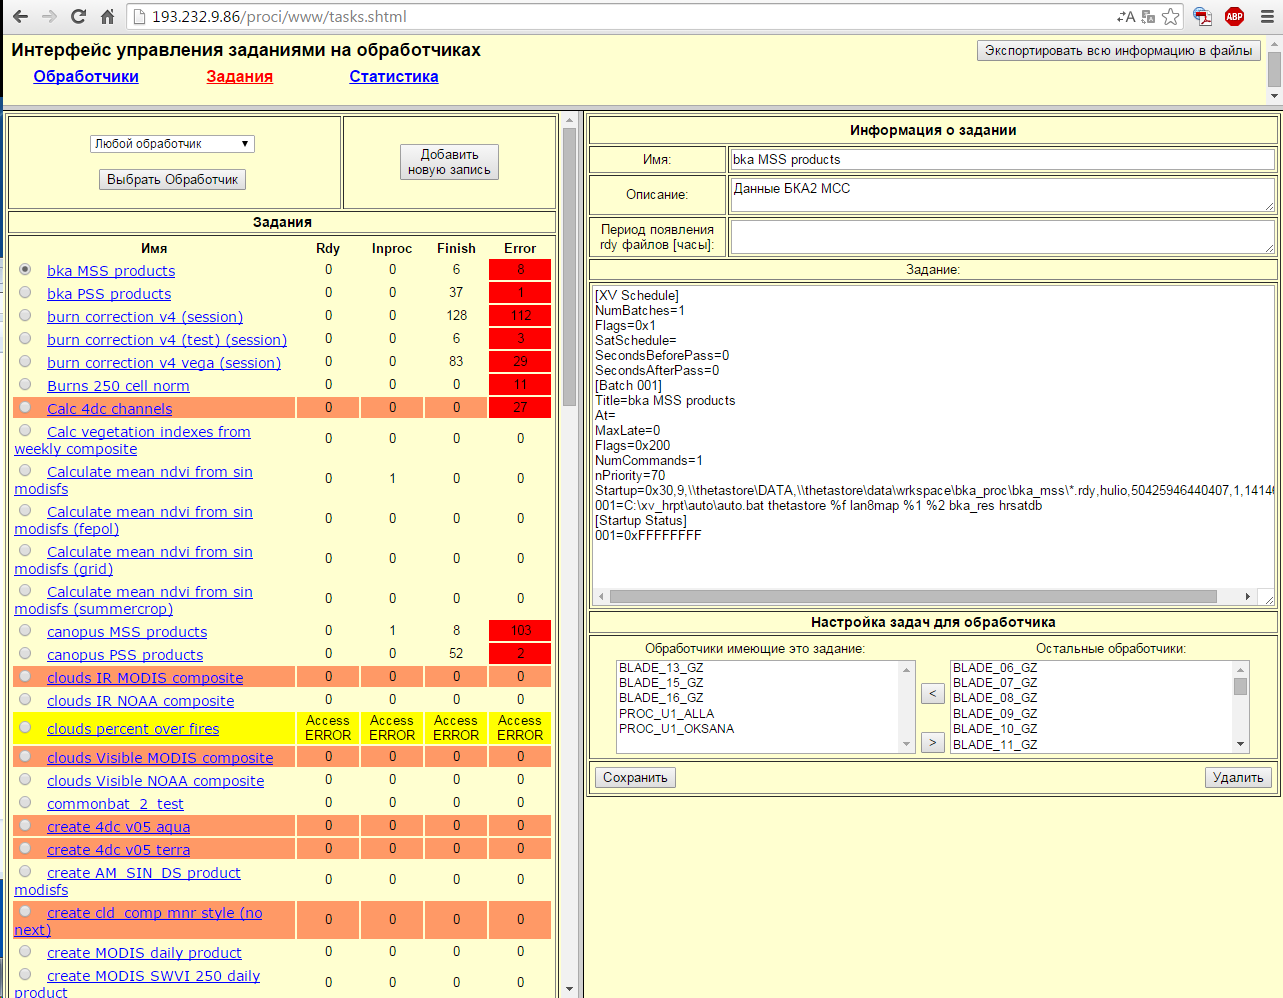 193.232.9.86/proci/www/tasks.shtml
ABP
Интерфейс управления заданиями на обработчиках
Экспортировать всю информацию в файлы
Обработчики Задания Статистика
Любой обработчик
Выбрать Обработчик
Добавить
новую запись
Задания
Имя Rdy Inproc Finish Error
bka MSS products 0 0 6 8
bka PSS products 0 0 37 1
burn correction v4 (session) 0 0 128 112
burn correction v4 (test) (session) 0 0 6 3
burn correction v4 vega (session) 0 0 83 29
Burns 250 cell norm 0 0 0 11
Calc 4dc channels 0 0 0 27
Calc vegetation indexes from
weekly composite 0 0 0 0
Calculate mean ndvi from sin
modisfs 0 1 0 0
Calculate mean ndvi from sin
modisfs (fepol) 0 0 0 0
Calculate mean ndvi from sin
modisfs (grid) 0 0 0 0
Calculate mean ndvi from sin
modisfs (summercrop) 0 0 0 0
canopus MSS products 0 1 8 103
canopus PSS products 0 0 52 2
clouds IR MODIS composite 0 0 0 0
clouds IR NOAA composite 0 0 0 0
clouds percent over fires Access ERROR Access ERROR Access ERROR Access ERROR
clouds Visible MODIS composite 0 0 0 0
clouds Visible NOAA composite 0 0 0 0
commonbat_2_test 0 0 0 0
create 4dc v05 aqua 0 0 0 0
create 4dc v05 terra 0 0 0 0
create AM_SIN_DS product
modisfs 0 0 0 0
create cld_comp mnr style (no
next) 0 0 0 0
create MODIS daily product 0 0 0 0
create MODIS SWVI 250 daily
product 0 0 0 0
Информация о задании
Имя: bka MSS products
Описание: Данные БКА2 МСС
Период появления
rdy файлов [часы]:
Задание:
[XV Schedule]
NumBatches=1
Flags=0x1
SatSchedule=
SecondsBeforePass=0
SecondsAfterPass=0
[Batch 001]
Title=bka MSS products
At=
MaxLate=0
Flags=0x200
NumCommands=1
nPriority=70
Startup=0x30,9,\\thetastore\DATA,\\thetastore\data\wrkspace\bka_proc\bka_mss\*.rdy,hulio,50425946440407,1,14140
001=C:\xv_hrpt\auto\auto.bat thetastore %f lan8map %1 %2 bka_res hrsatdb
[Startup Status]
001=0xFFFFFFFF
Настройка задач для обработчика
Обработчики имеющие это задание: Остальные обработчики:
BLADE_13_GZ
BLADE_15_GZ
BLADE_16_GZ
PROC_U1_ALLA
PROC_U1_OKSANA
<
>
BLADE_06_GZ
BLADE_07_GZ
BLADE_08_GZ
BLADE_09_GZ
BLADE_10_GZ
BLADE_11_GZ
Сохранить Удалить